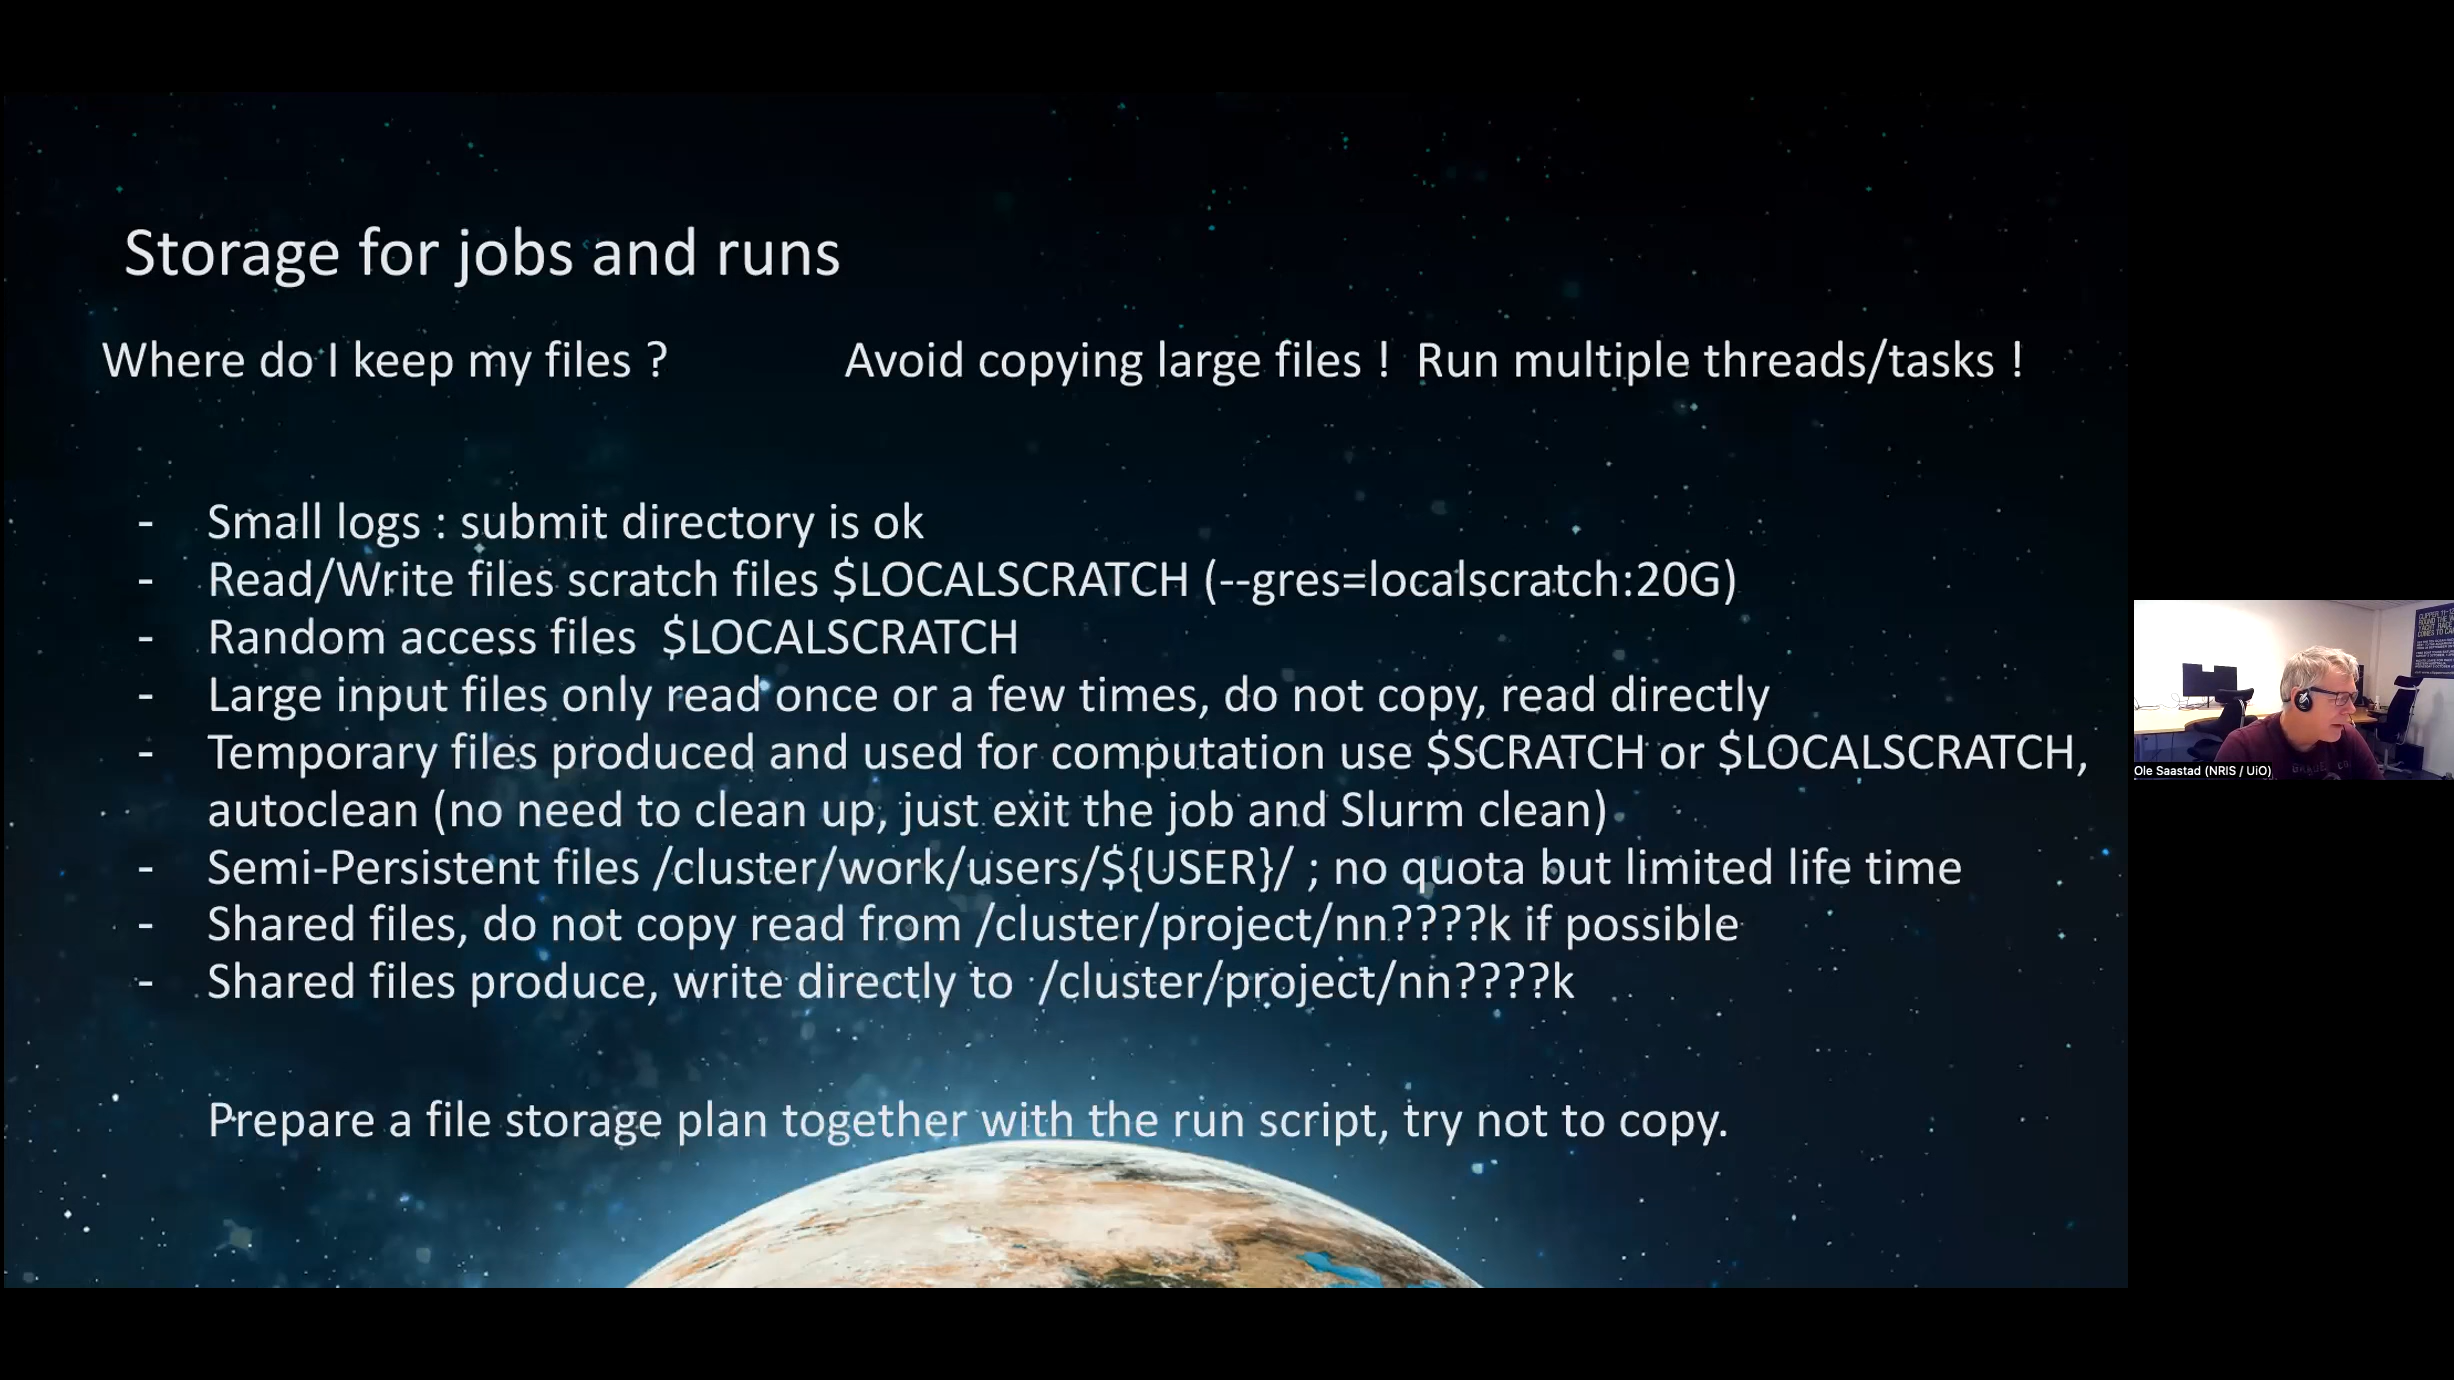 Storage for jobs and runs
Where do I keep my files ? Avoid copying large files ! Run multiple threads/tasks !
- Small logs : submit directory is ok
- Read/Write files scratch files $LOCALSCRATCH (--gres=localscratch:20G)
- Random access files $LOCALSCRATCH
- Large input files only read once or a few times, do not copy, read directly
- Temporary files produced and used for computation use $SCRATCH or $LOCALSCRATCH,
autoclean (no need to clean up, just exit the job and Slurm clean)
- Semi-Persistent files /cluster/work/users/${USER}/ ; no quota but limited life time
- Shared files, do not copy read from /cluster/project/nn????k if possible
- Shared files produce, write directly to /cluster/project/nn????k
Prepare a file storage plan together with the run script, try not to copy.
Ole Saastad (NRIS / UiO)